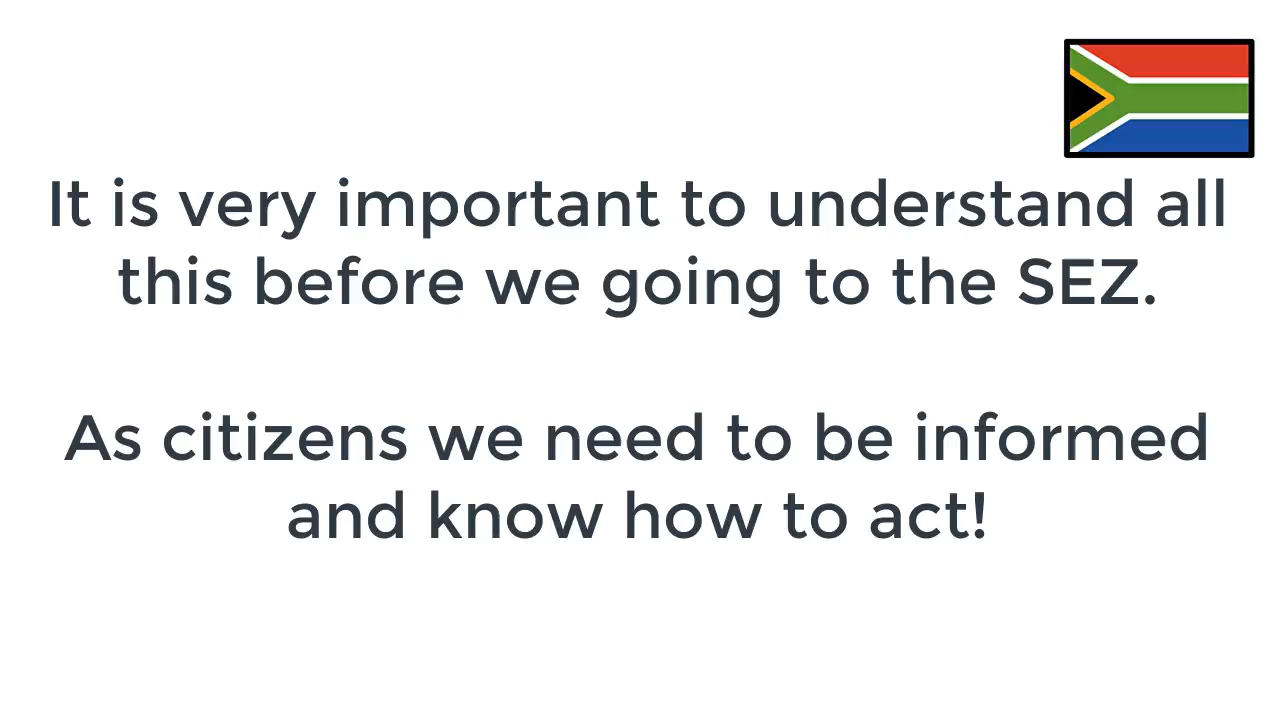 It is very important to understand all
this before we going to the SEZ.
As citizens we need to be informed
and know how to act!